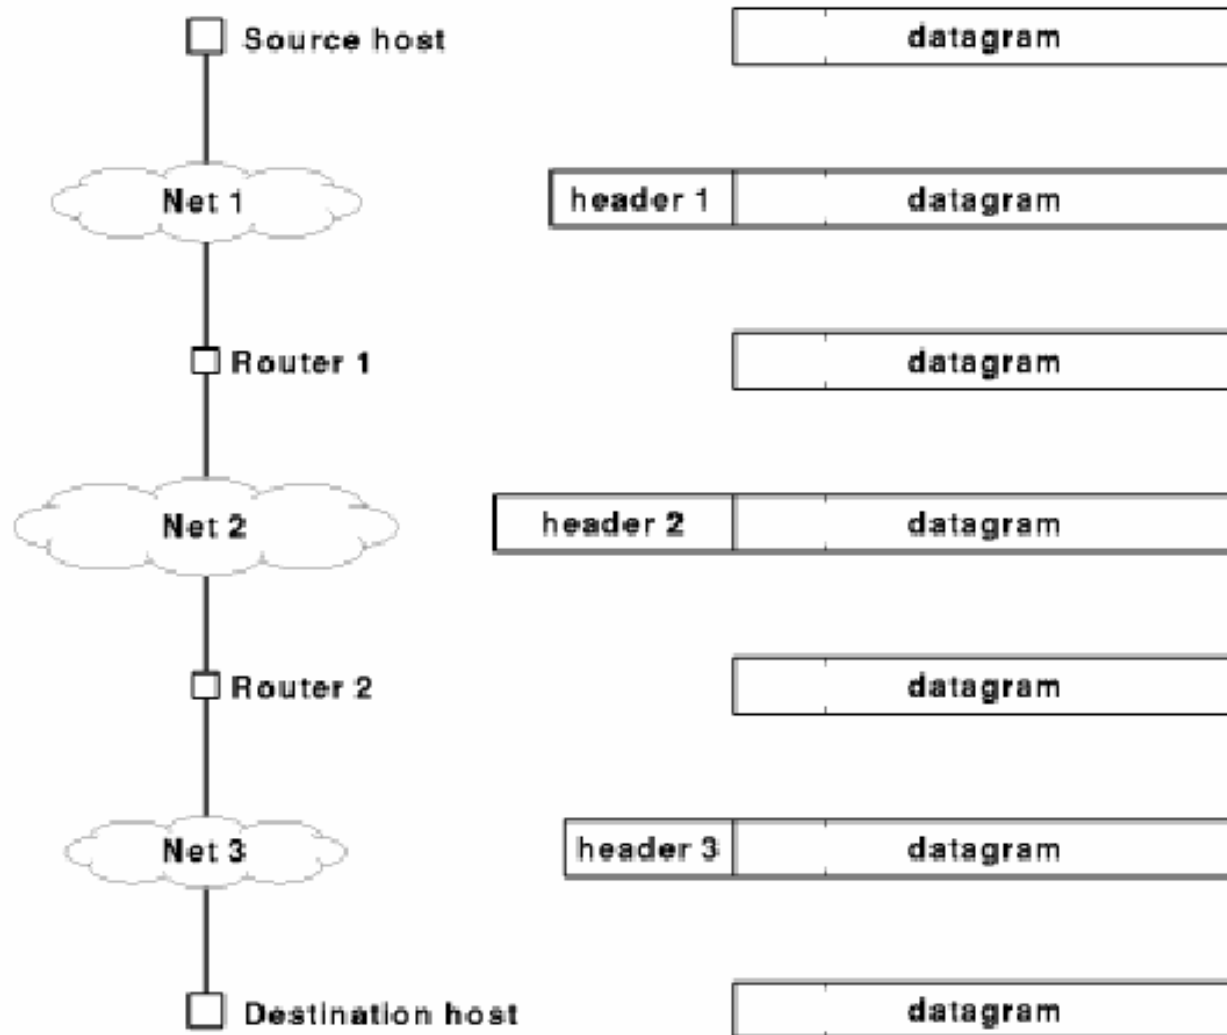 Source host datagram
Net 1 header 1 datagram
Router 1 datagram
Net 2 header 2 datagram
Router 2 datagram
Net 3 header 3 datagram
Destination host datagram